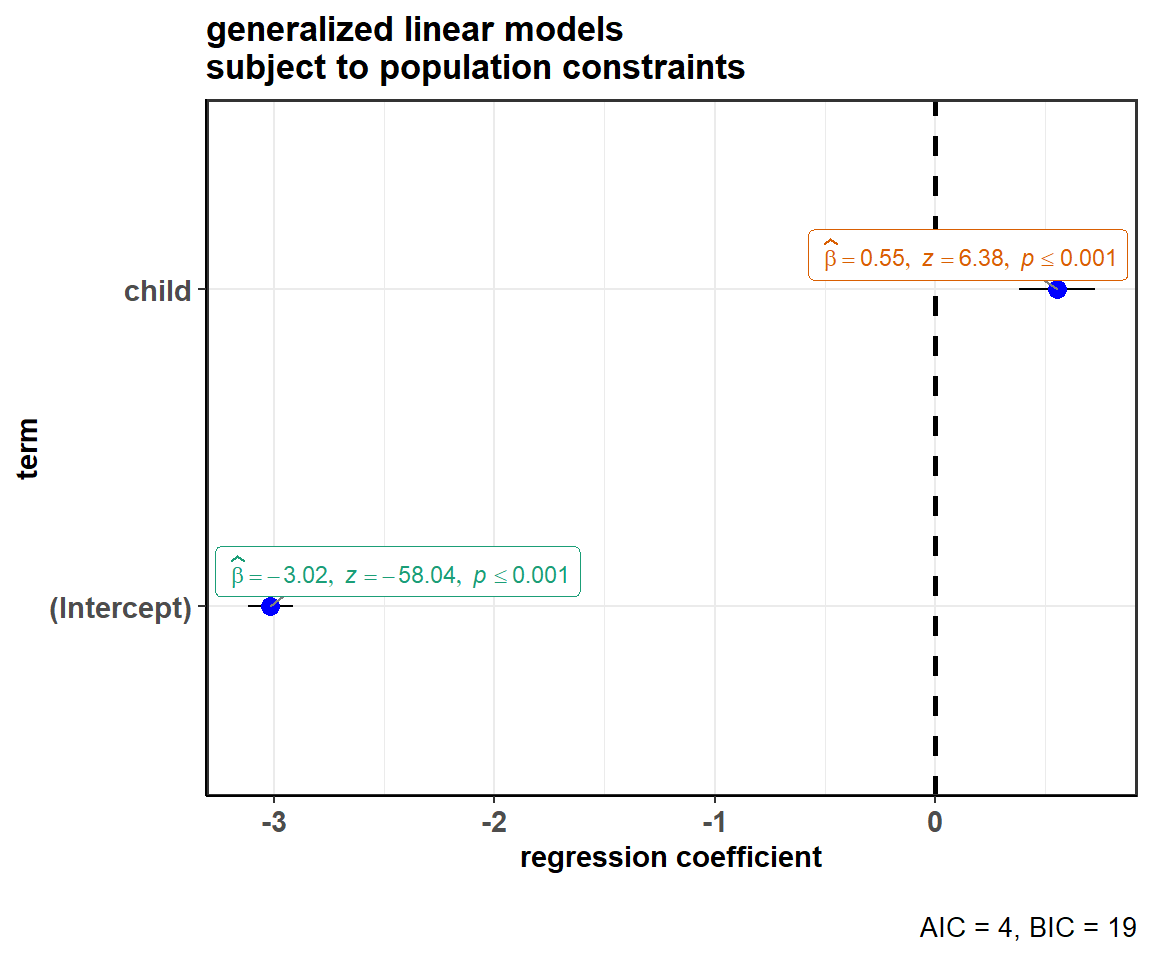 generalized linear models
subject to population constraints
term
child
β̂ = 0.55, z = 6.38, p ≤ 0.001
β̂ = −3.02, z = −58.04, p ≤ 0.001
(Intercept)
-3 -2 -1 0
regression coefficient
AIC = 4, BIC = 19